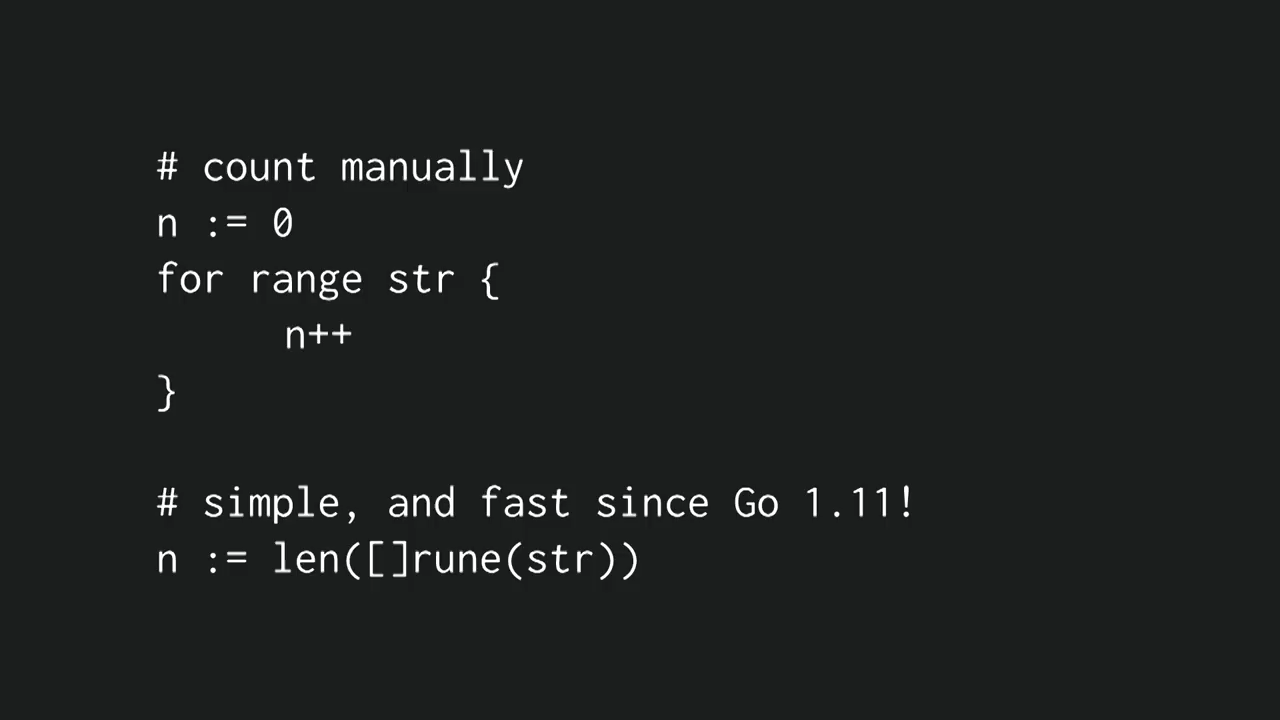 # count manually
n := 0
for range str {
      n++
}
# simple, and fast since Go 1.11!
n := len([]rune(str))